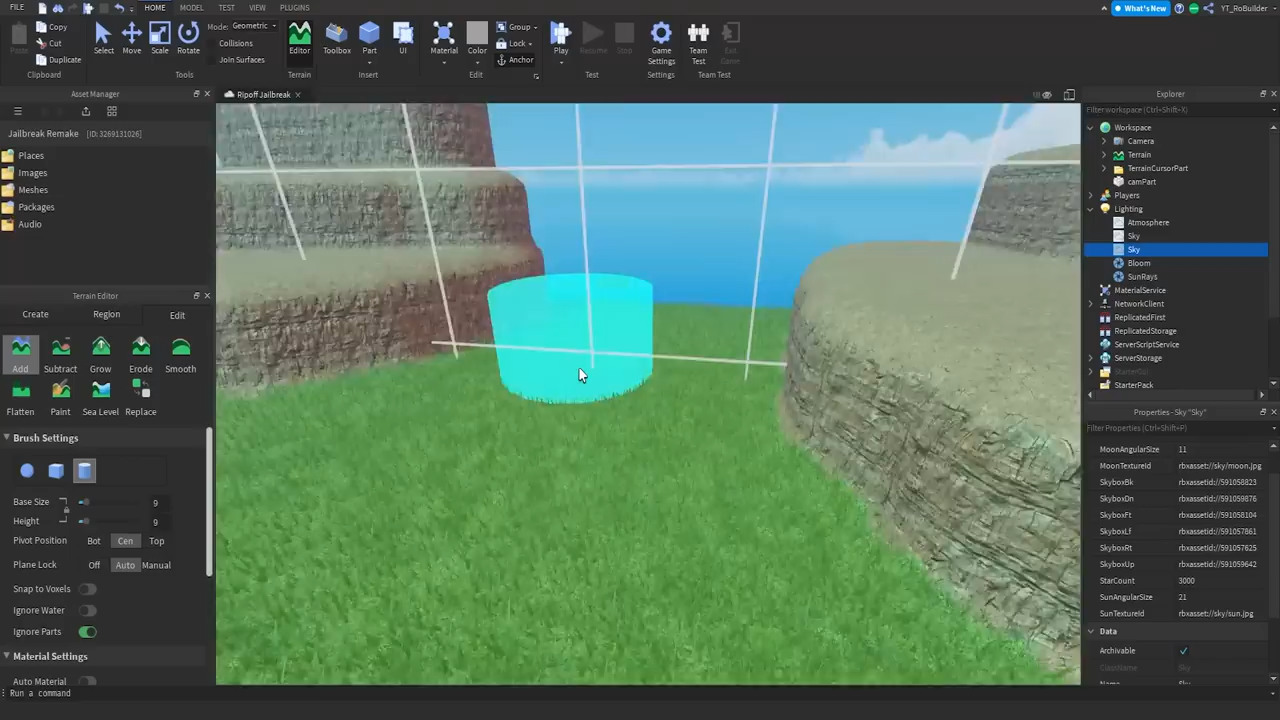 FILE
HOME
MODEL
TEST
VIEW
PLUGINS
What's New
YT_RoBuilder
Paste
Copy
Cut
Duplicate
Clipboard
Select
Move
Scale
Rotate
Mode: Geometric
Collisions
Join Surfaces
Tools
Editor
Terrain
Toolbox
Part
UI
Insert
Material
Color
Group
Lock
Anchor
Edit
Play
Resume
Stop
Test
Game Settings
Settings
Team Test
Exit Game
Team Test
Asset Manager
Ripoff Jailbreak
Explorer
Filter workspace (Ctrl+Shift+X)
Jailbreak Remake [ID: 3269131026]
Places
Images
Meshes
Packages
Audio
Workspace
Camera
Terrain
TerrainCursorPart
camPart
Players
Lighting
Atmosphere
Sky
Sky
Bloom
SunRays
MaterialService
NetworkClient
ReplicatedFirst
ReplicatedStorage
ServerScriptService
ServerStorage
StarterGui
StarterPack
Terrain Editor
Create
Region
Edit
Add
Subtract
Grow
Erode
Smooth
Flatten
Paint
Sea Level
Replace
Brush Settings
Base Size 9
Height 9
Pivot Position Bot Cen Top
Plane Lock Off Auto Manual
Snap to Voxels
Ignore Water
Ignore Parts
Material Settings
Auto Material
Run a command
Properties - Sky "Sky"
Filter Properties (Ctrl+Shift+P)
MoonAngularSize 11
MoonTextureId rbxasset://sky/moon.jpg
SkyboxBk rbxassetid://591058823
SkyboxDn rbxassetid://591059876
SkyboxFt rbxassetid://591058104
SkyboxLf rbxassetid://591057861
SkyboxRt rbxassetid://591057625
SkyboxUp rbxassetid://591059642
StarCount 3000
SunAngularSize 21
SunTextureId rbxasset://sky/sun.jpg
Data
Archivable
ClassName Sky